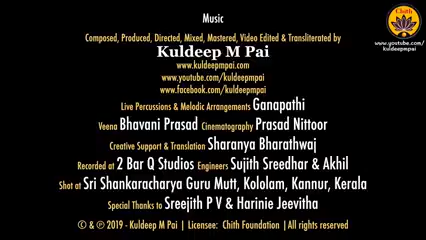 Music
Chith
Composed, Produced, Directed, Mixed, Mastered, Video Edited & Transliterated by
www.youtube.com/
kuldeepmpai
Kuldeep M Pai
www.kuldeepmpai.com
www.youtube.com/kuldeepmpai
www.facebook.com/kuldeepmpai
Live Percussions & Melodic Arrangements Ganapathi
Veena Bhavani Prasad Cinematography Prasad Nittoor
Creative Support & Translation Sharanya Bharathwaj
Recorded at 2 Bar Q Studios Engineers Sujith Sreedhar & Akhil
Shot at Sri Shankaracharya Guru Mutt, Kololam, Kannur, Kerala
Special Thanks to Sreejith P V & Harinie Jeevitha
© & ℗ 2019 - Kuldeep M Pai | Licensee: Chith Foundation | All rights reserved